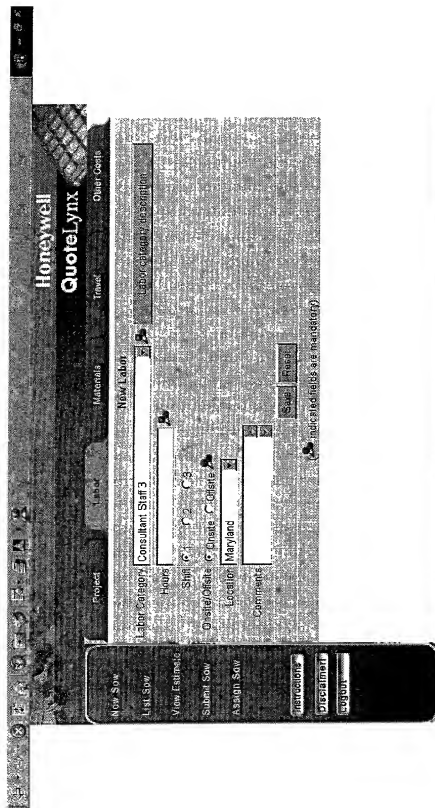 Honeywell
QuoteLynx
Project Labor Materials Travel Other Costs
New Sow
List Sow
View Estimate
Submit Sow
Assign Sow
Instructions
Disclaimer!
Logout
New Labor
Labor Category Consultant Staff 3 Labor category description
Hours
Shift 1 2 3
Onsite/Offsite Onsite Offsite
Location Maryland
Comments
Save Reset
( indicated fields are mandatory)